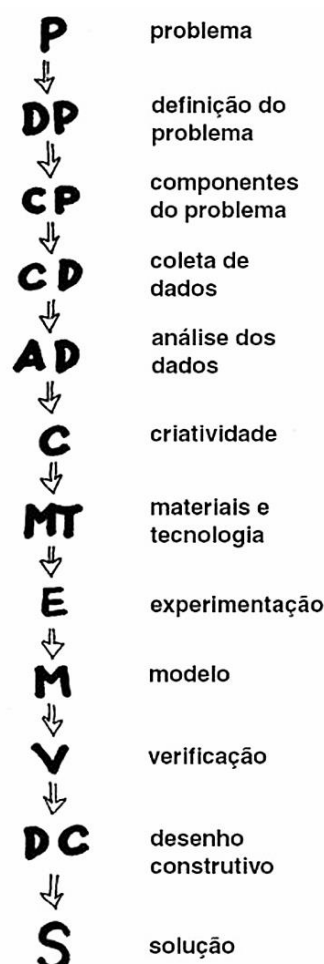 P problema
DP definição do
problema
CP componentes
do problema
CD coleta de
dados
AD análise dos
dados
C criatividade
MT materiais e
tecnologia
E experimentação
M modelo
V verificação
DC desenho
construtivo
S solução